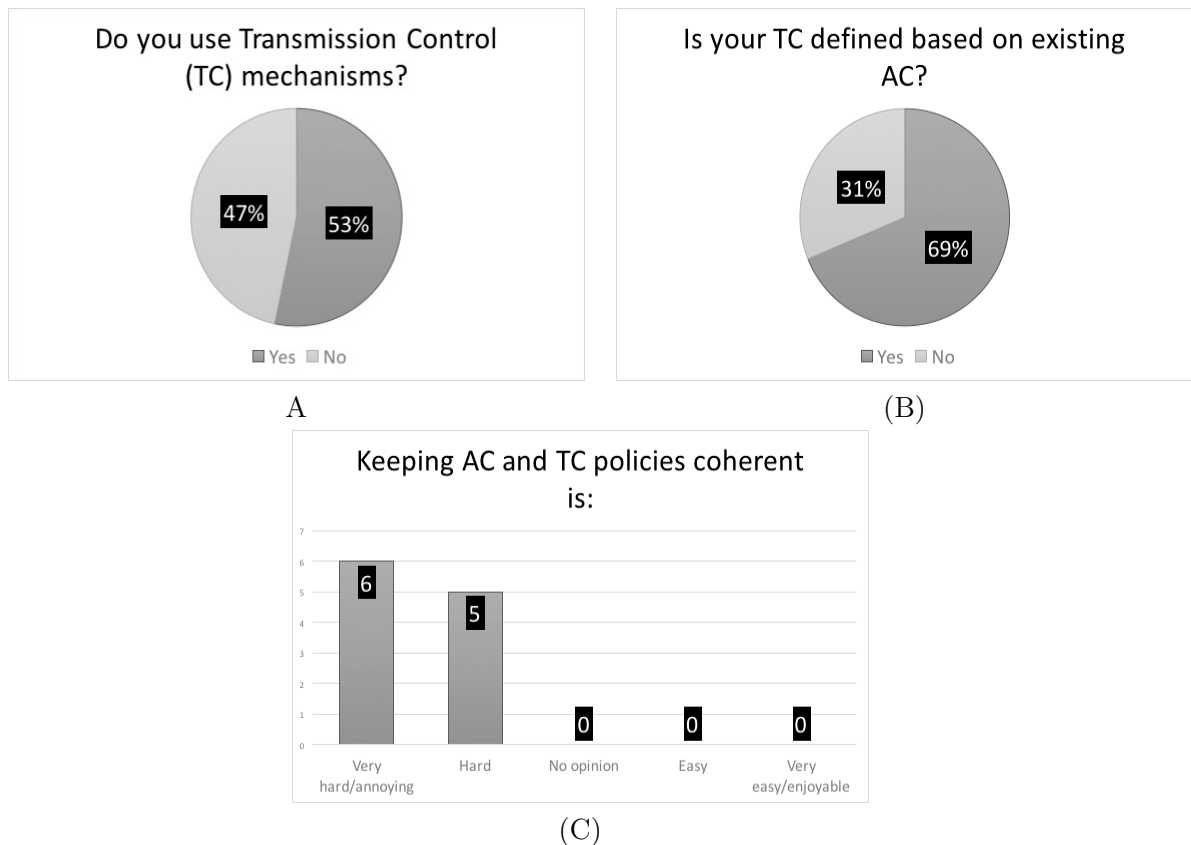 Do you use Transmission Control
(TC) mechanisms?
47%
53%
Yes No
A
Is your TC defined based on existing
AC?
31%
69%
Yes No
(B)
Keeping AC and TC policies coherent
is:
7
6
5
4
3
2
1
0
6
5
0
0
0
Very
hard/annoying
Hard
No opinion
Easy
Very
easy/enjoyable
(C)